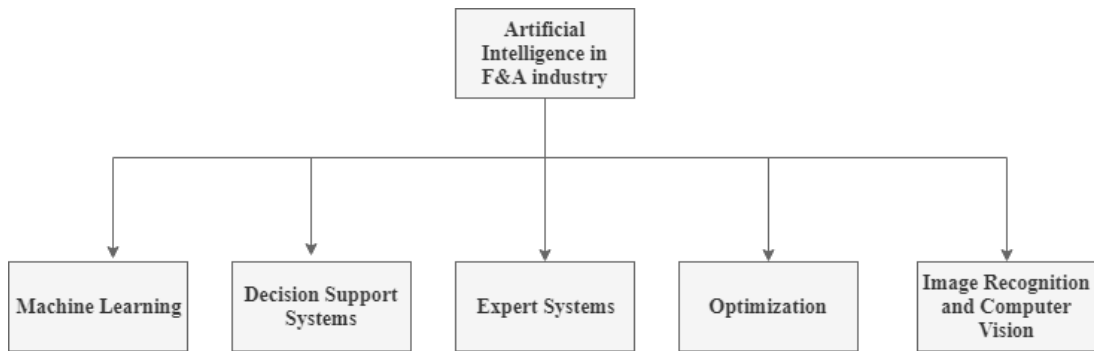 Artificial
Intelligence in
F&A industry
Machine Learning
Decision Support
Systems
Expert Systems
Optimization
Image Recognition
and Computer
Vision